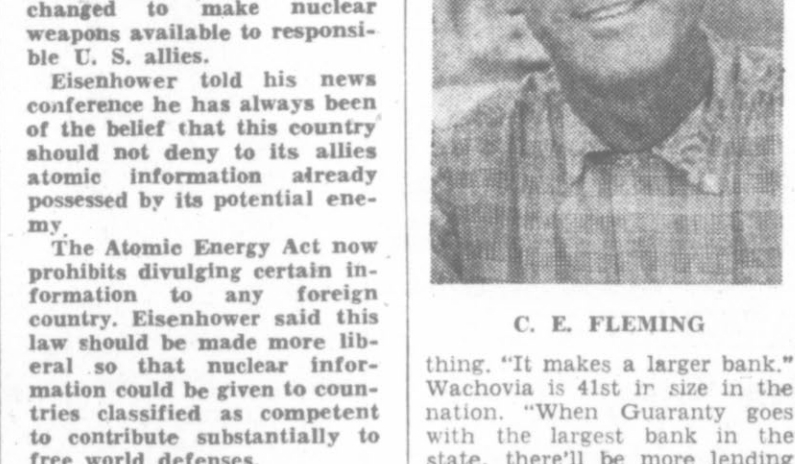 changed to make nuclear
weapons available to responsi-
ble U. S. allies.
Eisenhower told his news
conference he has always been
of the belief that this country
should not deny to its allies
atomic information already
possessed by its potential ene-
my.
The Atomic Energy Act now
prohibits divulging certain in-
formation to any foreign
country. Eisenhower said this
law should be made more lib-
eral so that nuclear infor-
mation could be given to coun-
tries classified as competent
to contribute substantially to
free world defenses.
C. E. FLEMING
thing. “It makes a larger bank.”
Wachovia is 41st in size in the
nation. “When Guaranty goes
with the largest bank in the
state, there’ll be more lending